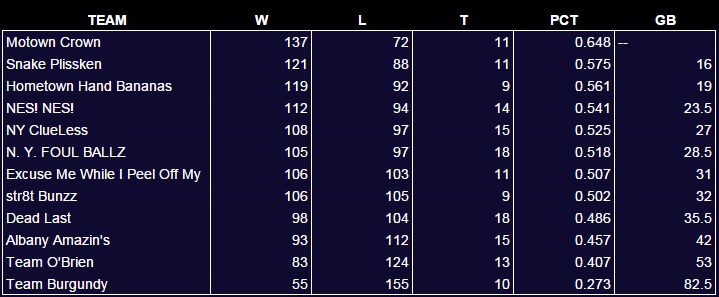 TEAM W L T PCT GB
Motown Crown 137 72 11 0.648 --
Snake Plissken 121 88 11 0.575 16
Hometown Hand Bananas 119 92 9 0.561 19
NES! NES! 112 94 14 0.541 23.5
NY ClueLess 108 97 15 0.525 27
N. Y. FOUL BALLZ 105 97 18 0.518 28.5
Excuse Me While I Peel Off My 106 103 11 0.507 31
str8t Bunzz 106 105 9 0.502 32
Dead Last 98 104 18 0.486 35.5
Albany Amazin's 93 112 15 0.457 42
Team O'Brien 83 124 13 0.407 53
Team Burgundy 55 155 10 0.273 82.5